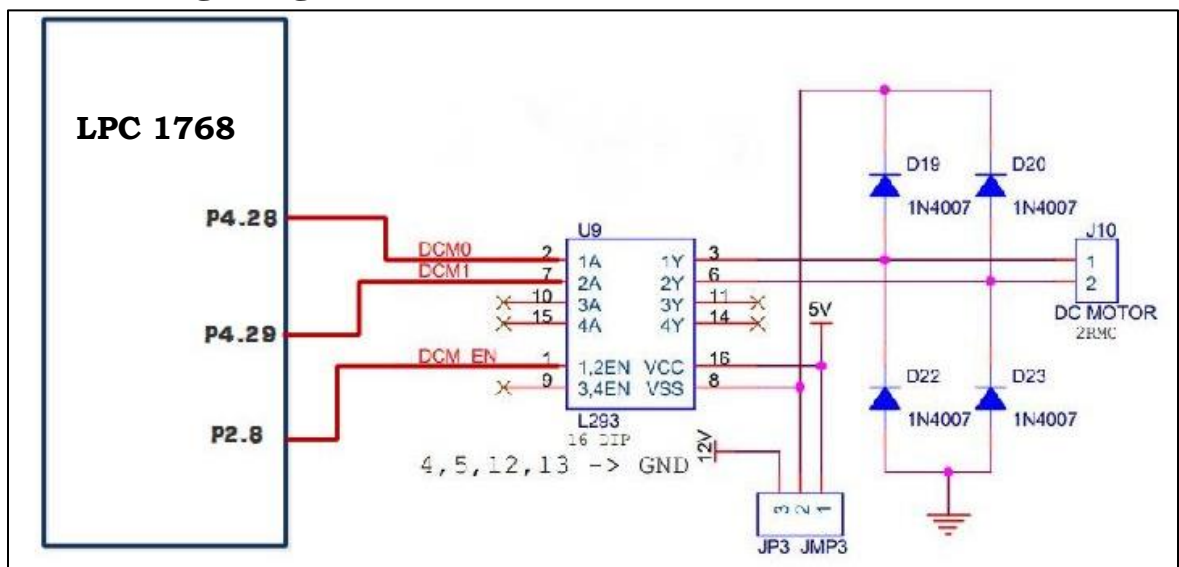 LPC 1768
P4.28
P4.29
P2.8
DCM0
DCM1
DCM_EN
U9
2 1A 1Y 3
7 2A 2Y 6
10 3A 3Y 11
15 4A 4Y 14
1 1,2EN VCC 16
9 3,4EN VSS 8
L293
16 DIP
4,5,12,13 -> GND
5V
12V
3 2 1
JP3 JMP3
D19
1N4007
D20
1N4007
D22
1N4007
D23
1N4007
J10
1
2
DC MOTOR
2RMC